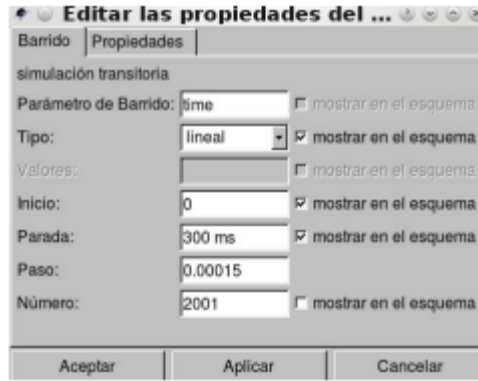 Editar las propiedades del ...
Barrido Propiedades
simulación transitoria
Parámetro de Barrido: time mostrar en el esquema
Tipo: lineal mostrar en el esquema
Valores: mostrar en el esquema
Inicio: 0 mostrar en el esquema
Parada: 300 ms mostrar en el esquema
Paso: 0.00015
Número: 2001 mostrar en el esquema
Aceptar Aplicar Cancelar